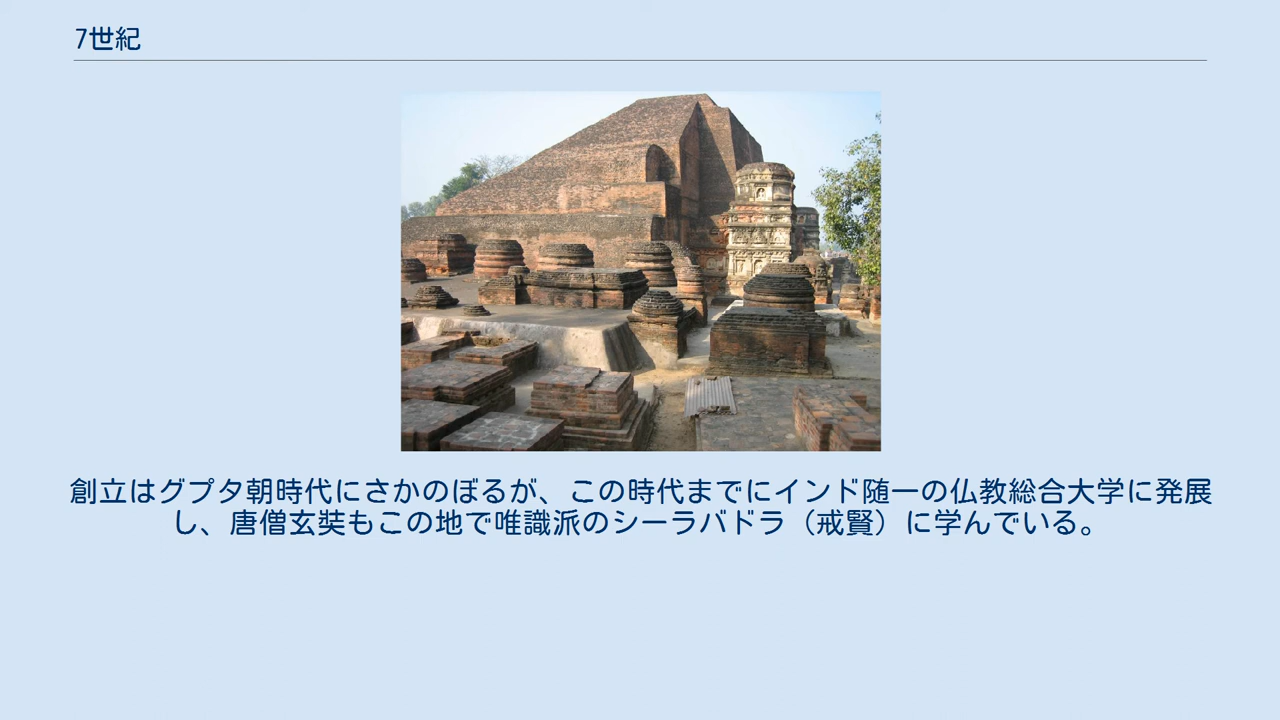 7世紀
創立はグプタ朝時代にさかのぼるが、この時代までにインド随一の仏教総合大学に発展
し、唐僧玄奘もこの地で唯識派のシーラバドラ（戒賢）に学んでいる。